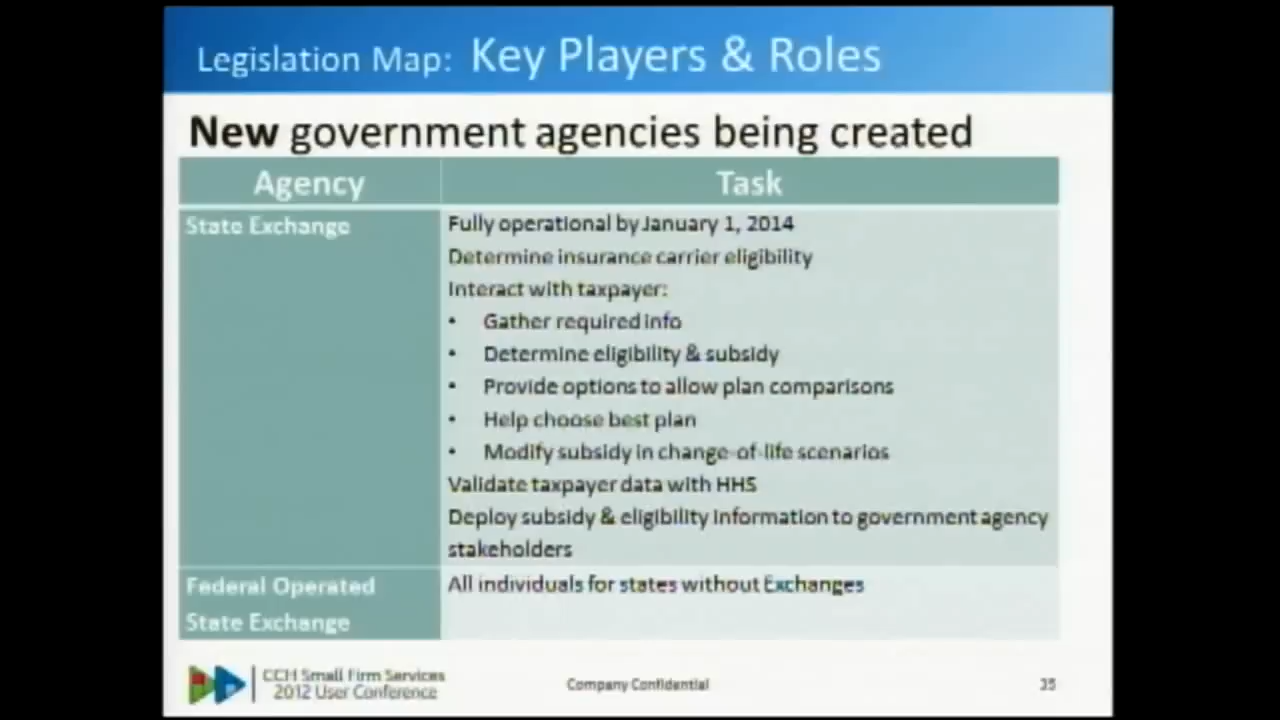 Legislation Map: Key Players & Roles
New government agencies being created
Agency Task
State Exchange Fully operational by January 1, 2014
Determine insurance carrier eligibility
Interact with taxpayer:
• Gather required info
• Determine eligibility & subsidy
• Provide options to allow plan comparisons
• Help choose best plan
• Modify subsidy in change-of-life scenarios
Validate taxpayer data with HHS
Deploy subsidy & eligibility information to government agency
stakeholders
Federal Operated All individuals for states without Exchanges
State Exchange
CCH Small Firm Services
2012 User Conference
Company Confidential